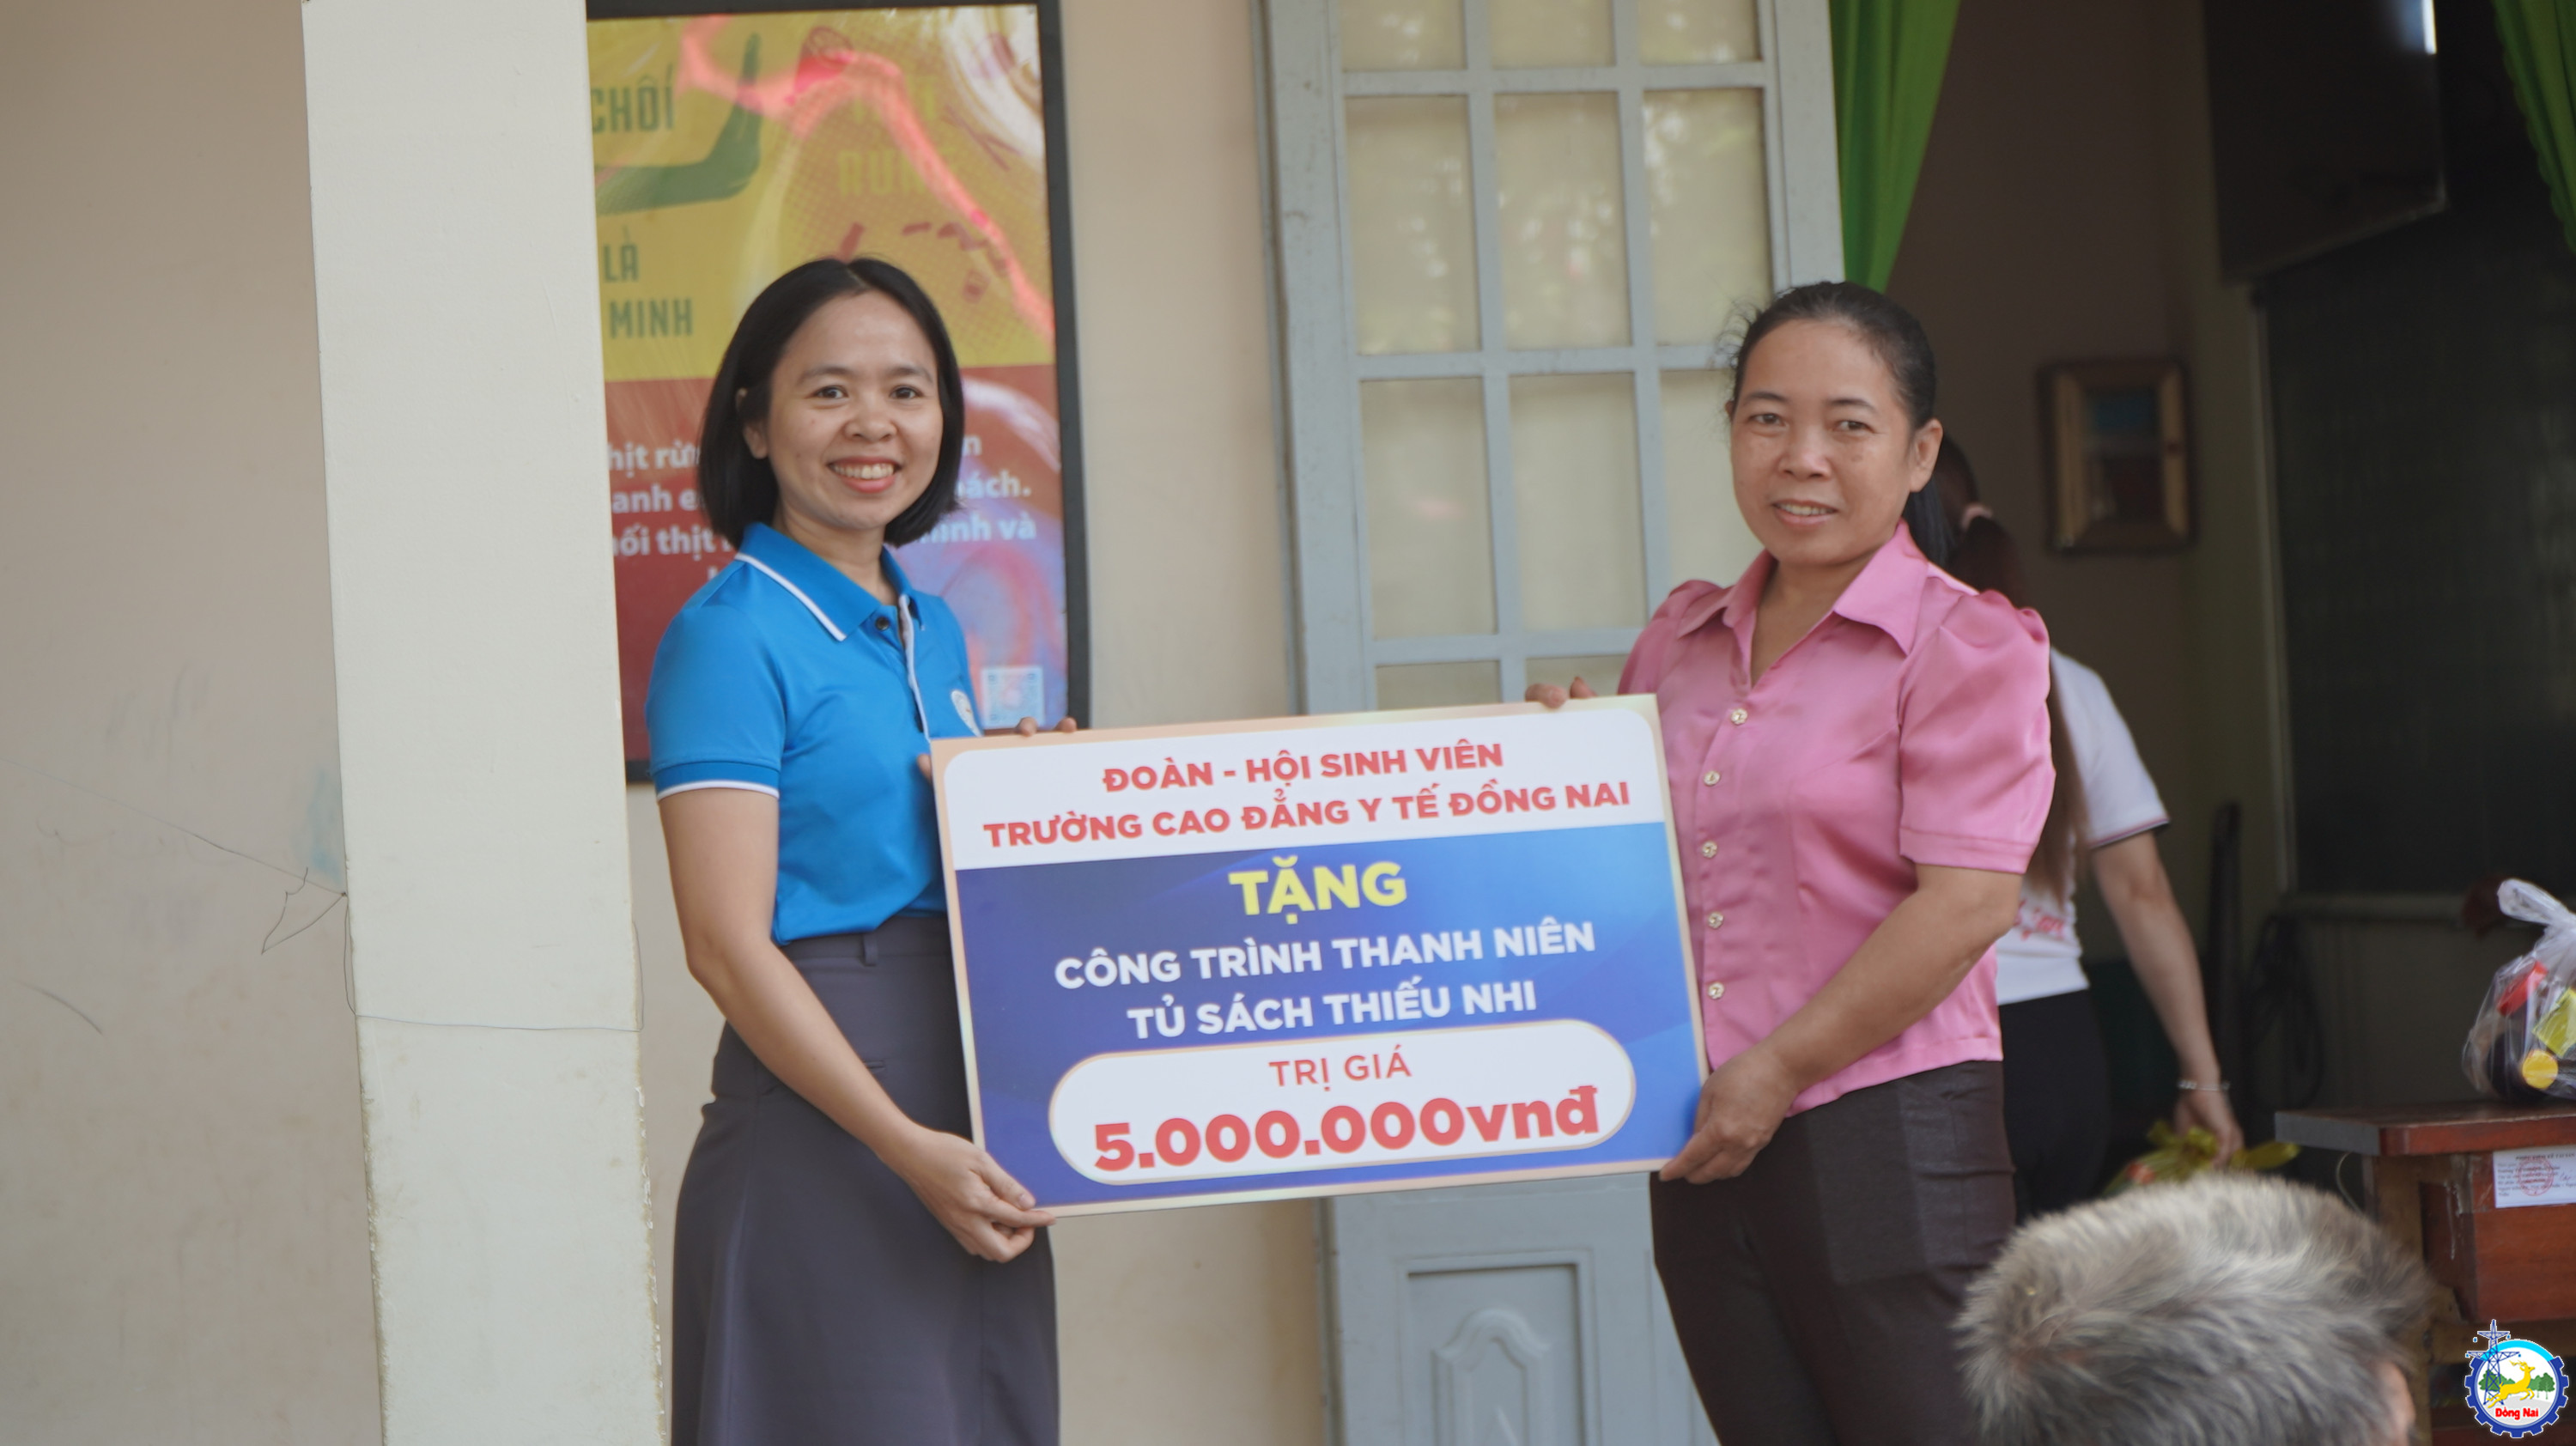 CHỐI
LÀ
MINH
ĐOÀN - HỘI SINH VIÊN
TRƯỜNG CAO ĐẲNG Y TẾ ĐỒNG NAI
TẶNG
CÔNG TRÌNH THANH NIÊN
TỦ SÁCH THIẾU NHI
TRỊ GIÁ
5.000.000vnđ
Đồng Nai